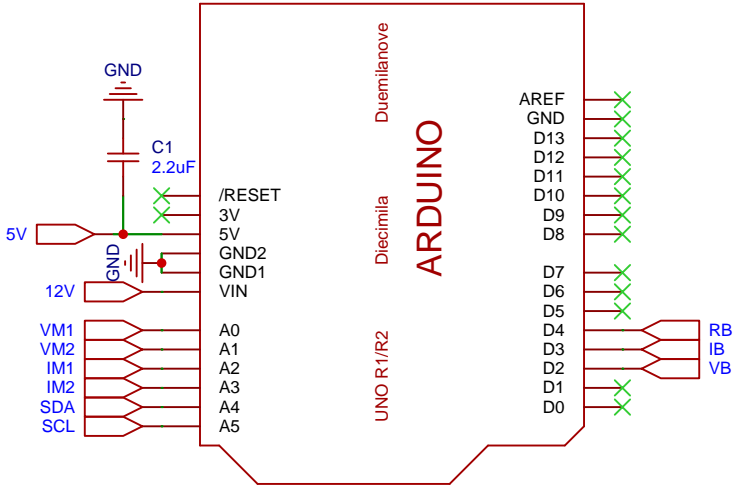 GND
C1
2.2uF
5V
GND
12V
VM1
VM2
IM1
IM2
SDA
SCL
/RESET
3V
5V
GND2
GND1
VIN
A0
A1
A2
A3
A4
A5
Duemilanove
Diecimila
UNO R1/R2
ARDUINO
AREF
GND
D13
D12
D11
D10
D9
D8
D7
D6
D5
D4
D3
D2
D1
D0
RB
IB
VB